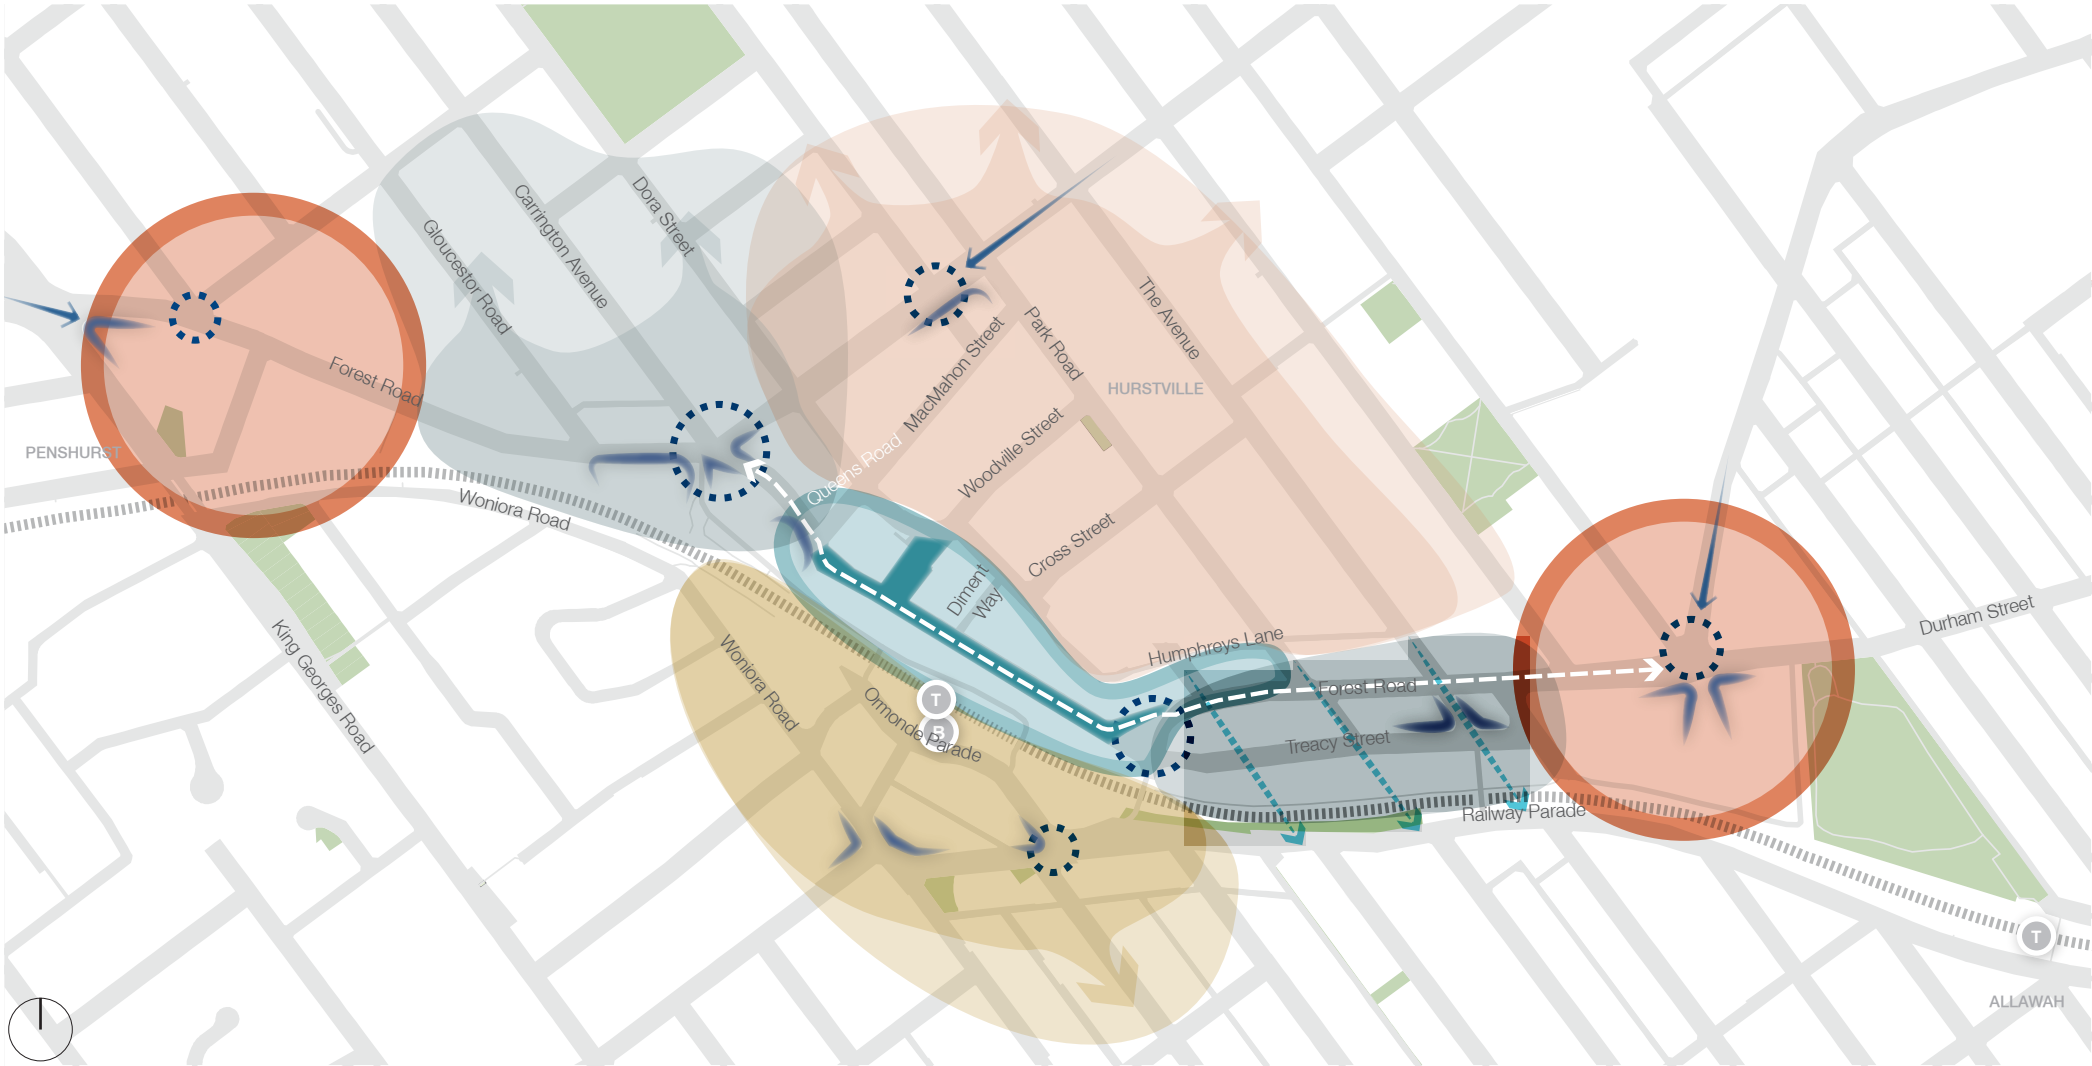 Dora Street
Carrington Avenue
Gloucester Road
The Avenue
Park Road
MacMahon Street
HURSTVILLE
Forest Road
PENSHURST
Queens Road
Woodville Street
Woniora Road
Cross Street
Diment
Way
Durham Street
King Georges Road
Woniora Road
Humphreys Lane
Forest Road
T
B
Ormonde Parade
Treacy Street
Railway Parade
T
ALLAWAH